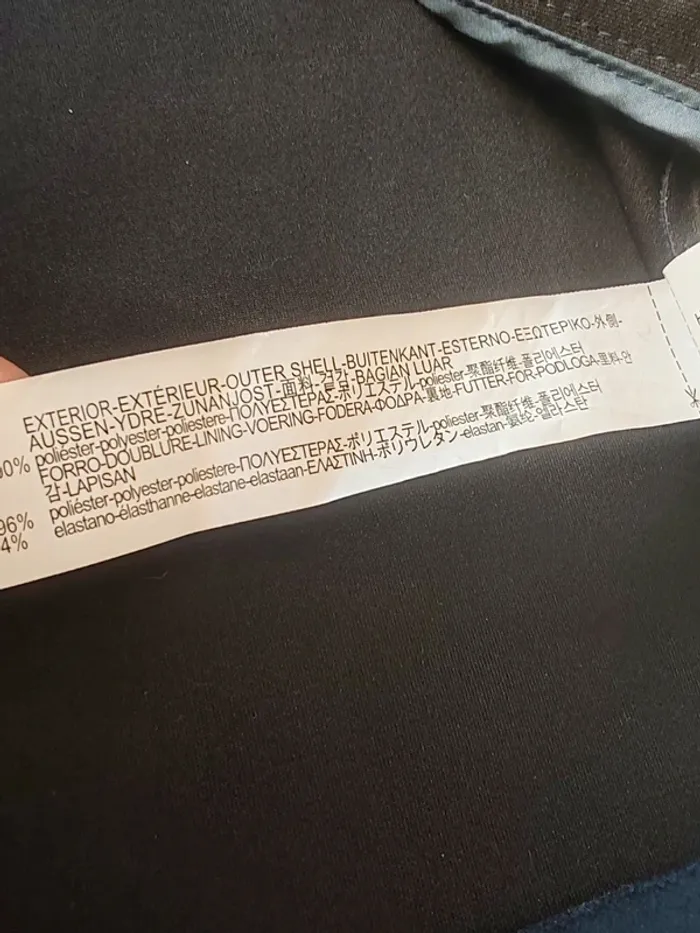 EXTERIOR-EXTÉRIEUR-OUTER SHELL-BUITENKANT-ESTERNO-ΕΞΩΤΕΡΙΚΟ-外側-
AUSSEN-YDRE-ZUNANJOST-面料-겉감-BAGIAN LUAR
00% poliéster-polyester-poliestere-ΠΟΛΥΕΣΤΕΡΑΣ-ポリエステル-poliester-聚酯纤维-폴리에스터
FORRO-DOUBLURE-LINING-VOERING-FODERA-ΦΟΔΡΑ-裏地-FUTTER-FOR-PODLOGA-里料-안
감-LAPISAN
96% poliéster-polyester-poliestere-ΠΟΛΥΕΣΤΕΡΑΣ-ポリエステル-poliester-聚酯纤维-폴리에스터
4% elastano-élasthanne-elastane-elastaan-ΕΛΑΣΤΙΝΗ-ポリウレタン-elastan-氨纶-엘라스탄